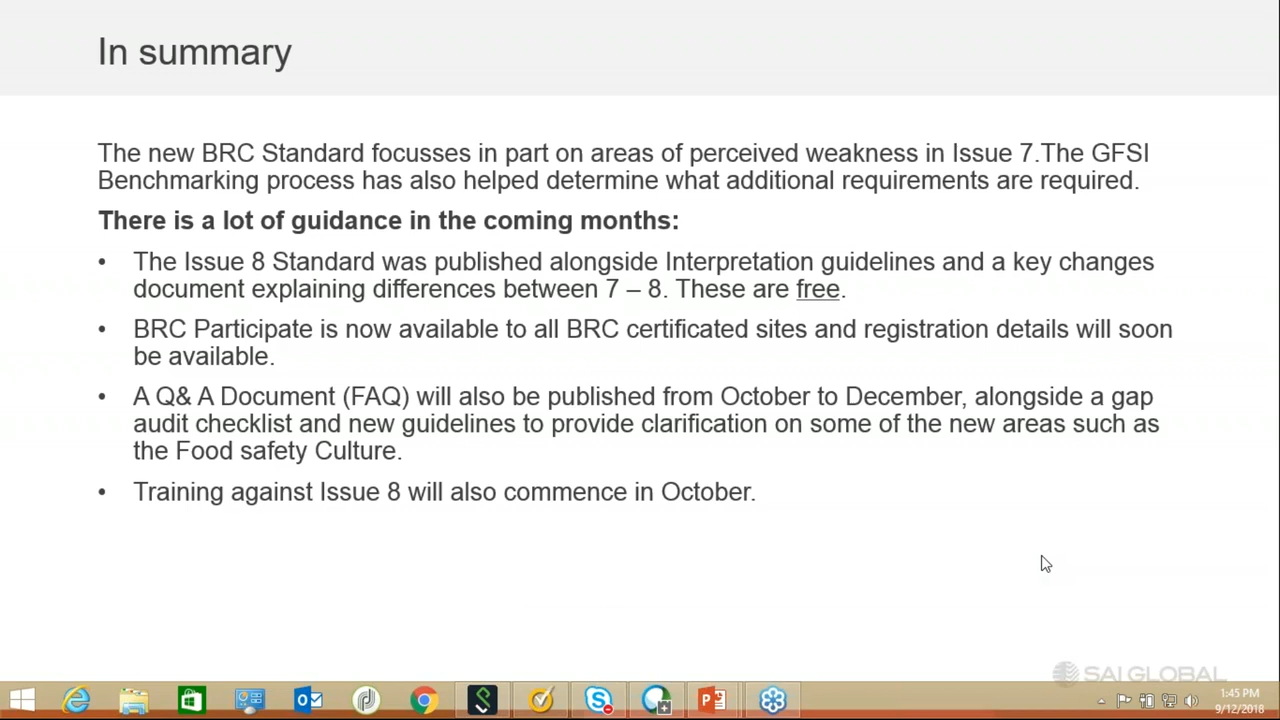 In summary
The new BRC Standard focusses in part on areas of perceived weakness in Issue 7.The GFSI
Benchmarking process has also helped determine what additional requirements are required.
There is a lot of guidance in the coming months:
• The Issue 8 Standard was published alongside Interpretation guidelines and a key changes
document explaining differences between 7 – 8. These are free.
• BRC Participate is now available to all BRC certificated sites and registration details will soon
be available.
• A Q& A Document (FAQ) will also be published from October to December, alongside a gap
audit checklist and new guidelines to provide clarification on some of the new areas such as
the Food safety Culture.
• Training against Issue 8 will also commence in October.
SAI GLOBAL
1:45 PM
9/12/2018